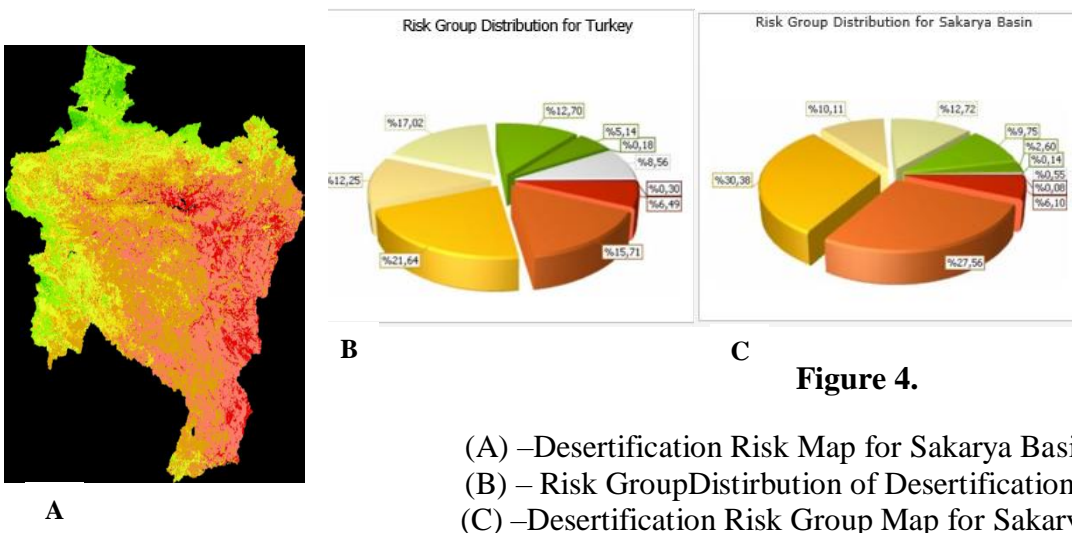 Risk Group Distribution for Turkey
%12,70
%17,02
%5,14
%0,18
%8,56
%12,25
%0,30
%6,49
%21,64
%15,71
B
Risk Group Distribution for Sakarya Basin
%10,11
%12,72
%9,75
%2,60
%0,14
%0,55
%30,38
%0,08
%6,10
%27,56
C
A
Figure 4.
(A) –Desertification Risk Map for Sakarya Basi
(B) – Risk GroupDistirbution of Desertification
(C) –Desertification Risk Group Map for Sakary